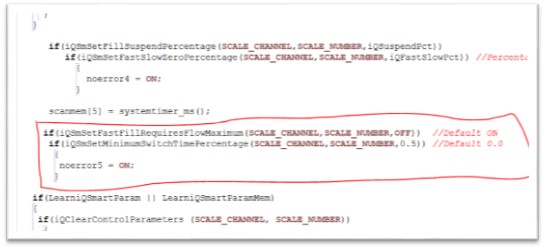 }
if(iQSmSetFillSuspendPercentage(SCALE_CHANNEL,SCALE_NUMBER,iQSuspendPct))
if(iQSmSetFastSlowZeroPercentage(SCALE_CHANNEL,SCALE_NUMBER,iQFastSlowPct)) //Percenta
{
noerror4 = ON;
}
scanmem[5] = systemtimer_ms();
if(iQSmSetFastFillRequiresFlowMaximum(SCALE_CHANNEL,SCALE_NUMBER,OFF)) //Default ON
if(iQSmSetMinimumSwitchTimePercentage(SCALE_CHANNEL,SCALE_NUMBER,0.5)) //Default 0.0
{
noerror5 = ON;
}
if(LearniQSmartParam || LearniQSmartParamMem)
{
if(iQClearControlParameters (SCALE_CHANNEL, SCALE_NUMBER))